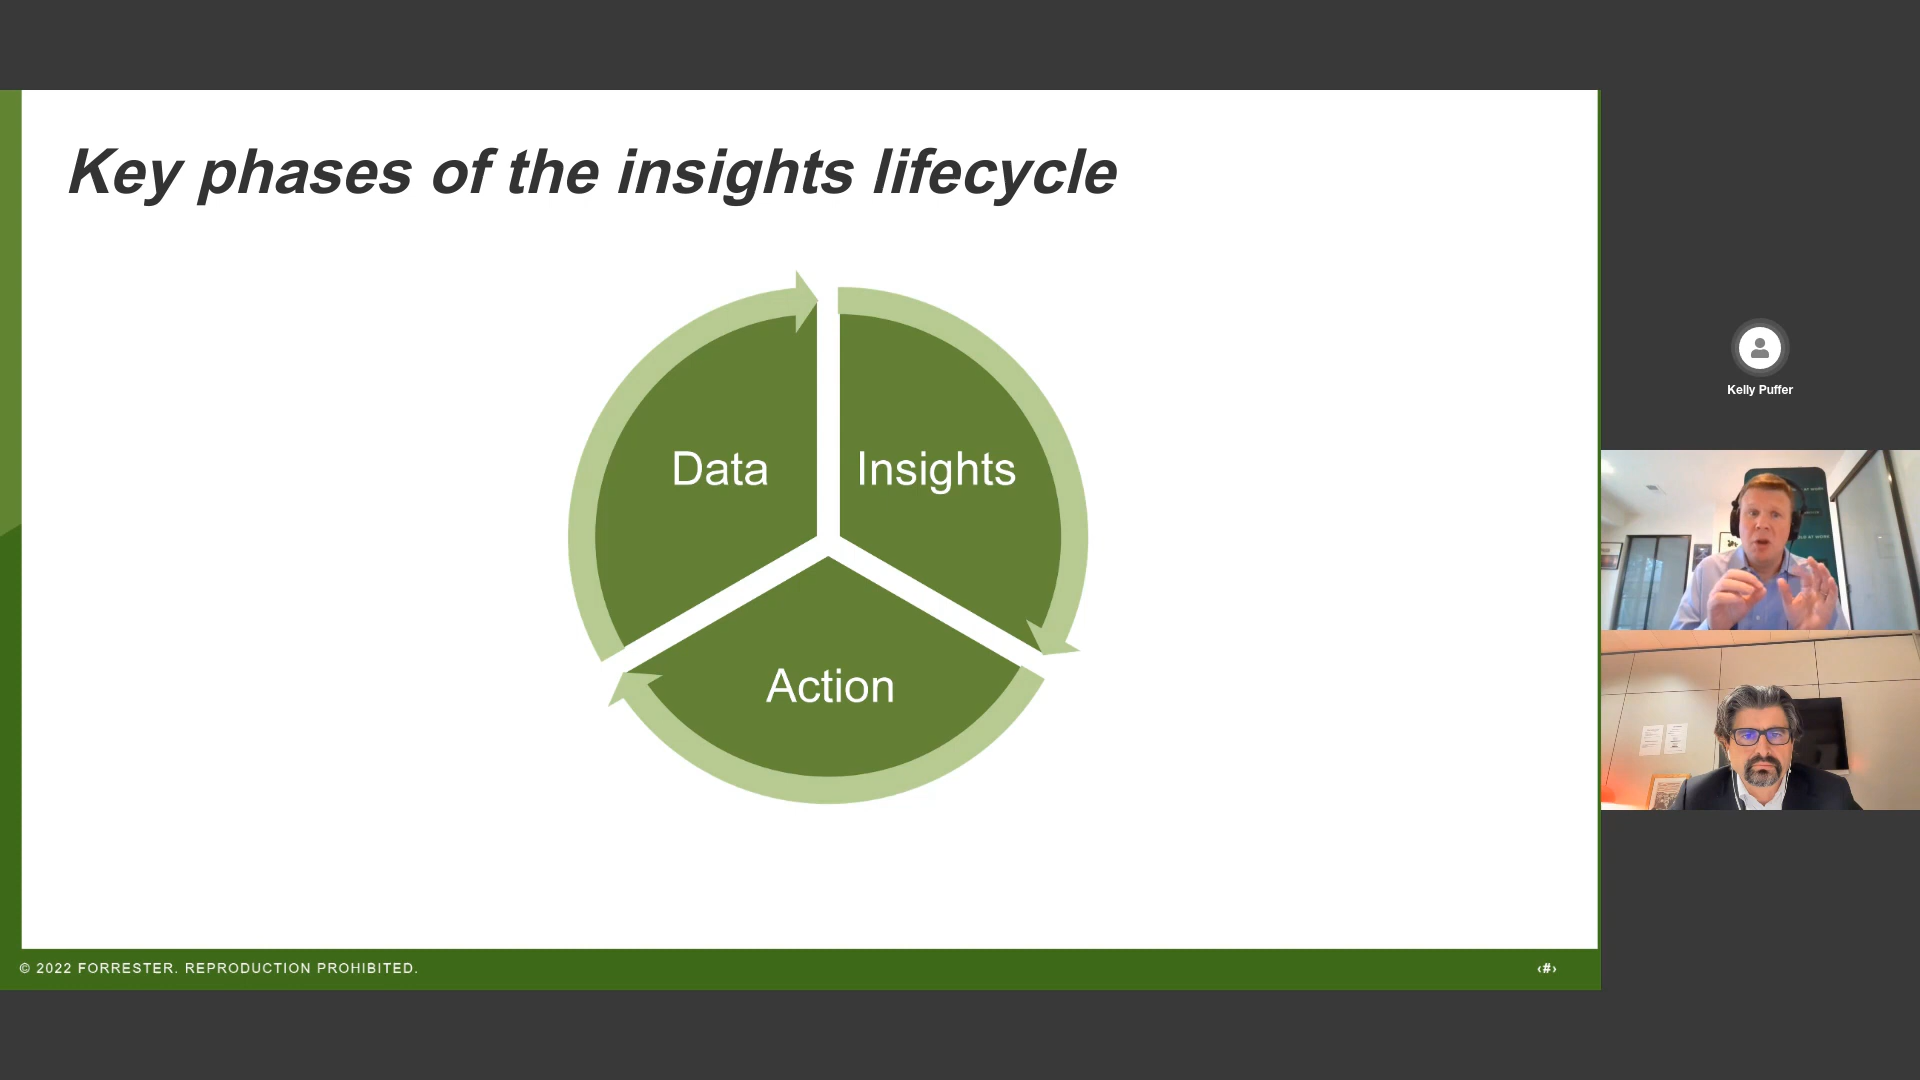 Key phases of the insights lifecycle
Data
Insights
Action
© 2022 FORRESTER. REPRODUCTION PROHIBITED.
‹#›
Kelly Puffer